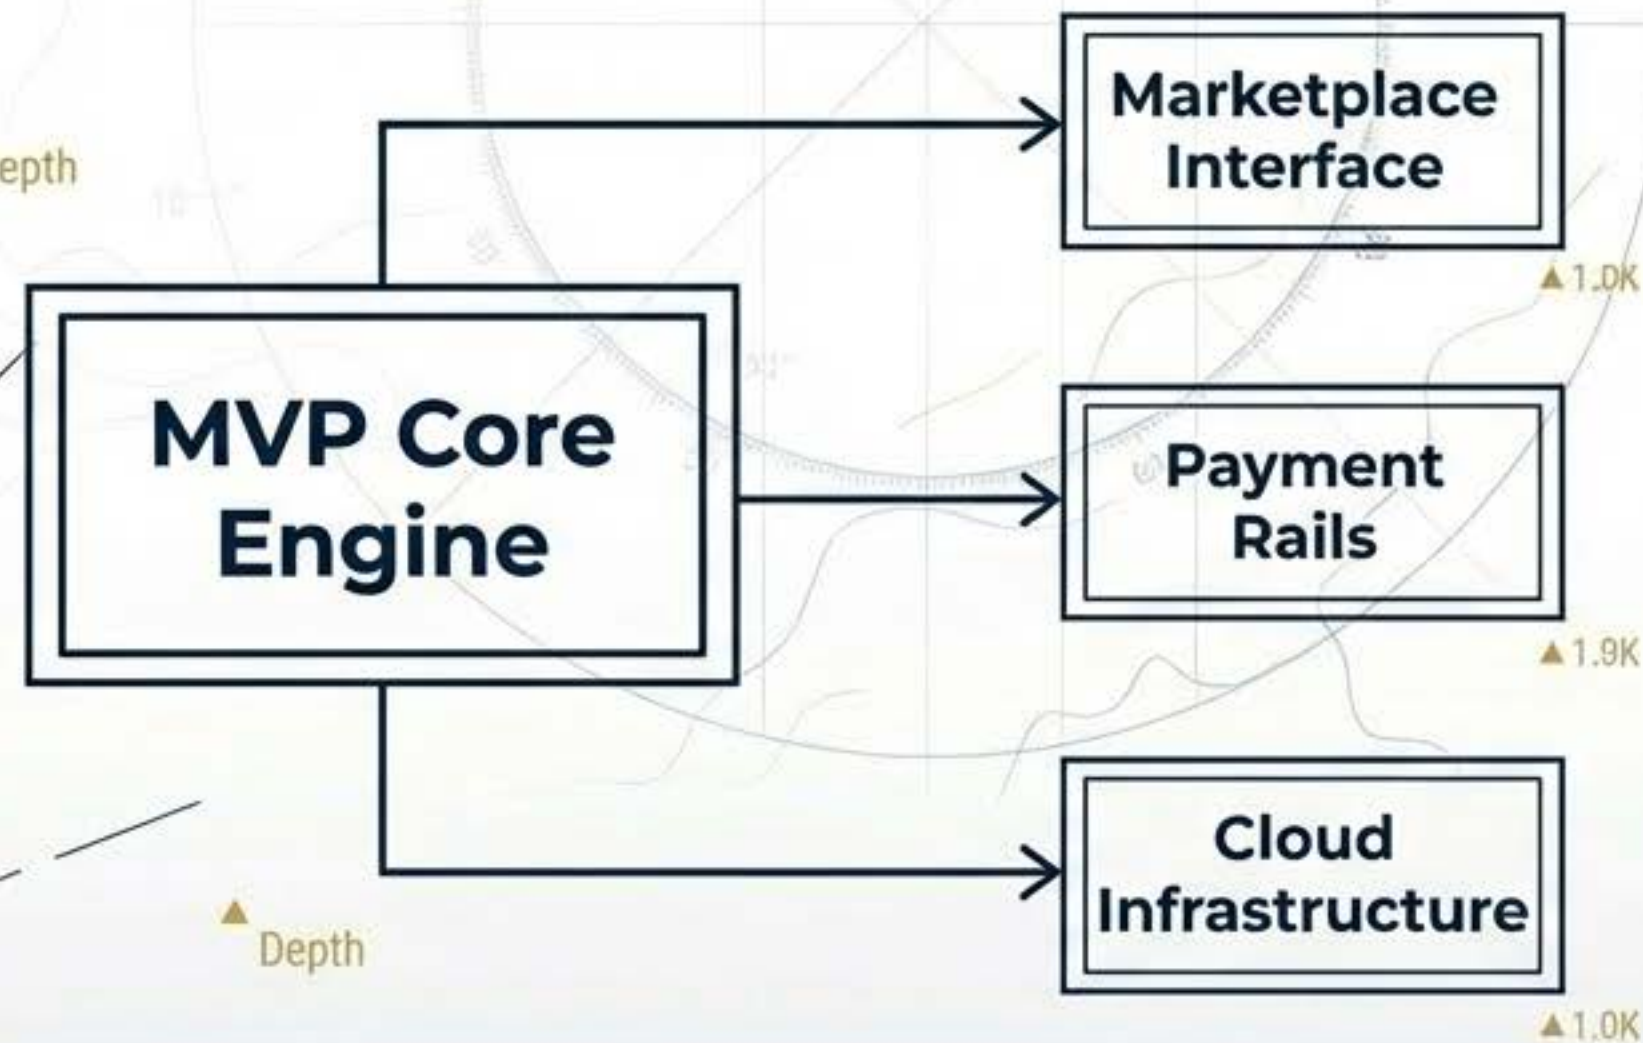 Marketplace
Interface
epth
▲ 1.0K
MVP Core
Engine
Payment
Rails
▲ 1.9K
Cloud
Infrastructure
▲
Depth
▲ 1.0K